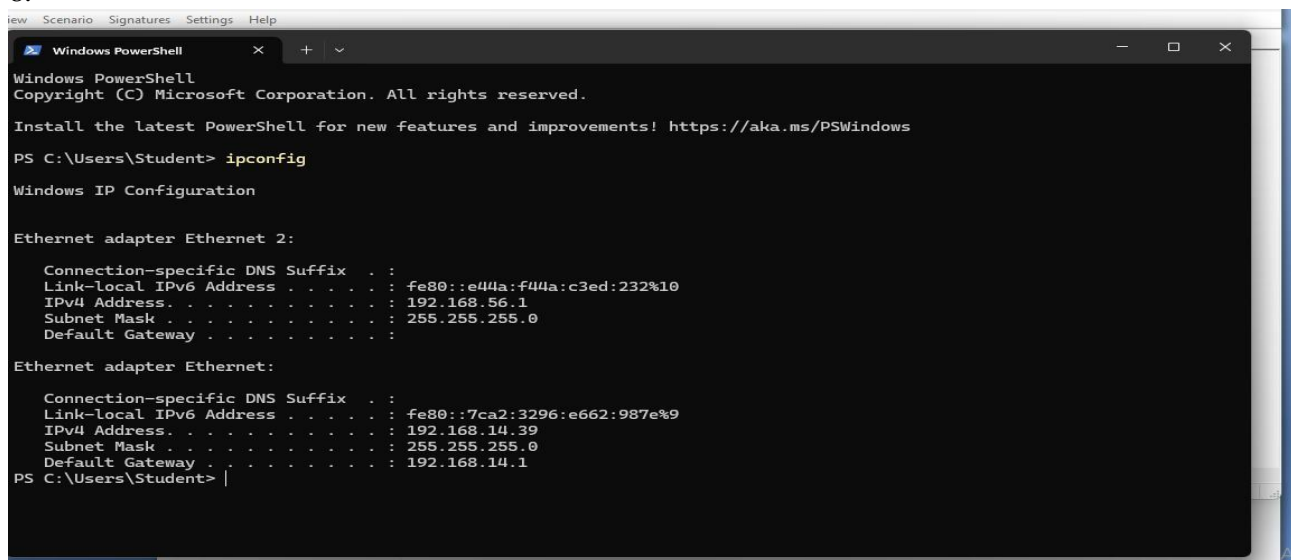 iew Scenario Signatures Settings Help
Windows PowerShell
Windows PowerShell
Copyright (C) Microsoft Corporation. All rights reserved.
Install the latest PowerShell for new features and improvements! https://aka.ms/PSWindows
PS C:\Users\Student> ipconfig
Windows IP Configuration
Ethernet adapter Ethernet 2:
Connection-specific DNS Suffix . :
Link-local IPv6 Address . . . . . : fe80::e44a:f44a:c3ed:232%10
IPv4 Address. . . . . . . . . . . : 192.168.56.1
Subnet Mask . . . . . . . . . . . : 255.255.255.0
Default Gateway . . . . . . . . . :
Ethernet adapter Ethernet:
Connection-specific DNS Suffix . :
Link-local IPv6 Address . . . . . : fe80::7ca2:3296:e662:987e%9
IPv4 Address. . . . . . . . . . . : 192.168.14.39
Subnet Mask . . . . . . . . . . . : 255.255.255.0
Default Gateway . . . . . . . . . : 192.168.14.1
PS C:\Users\Student>